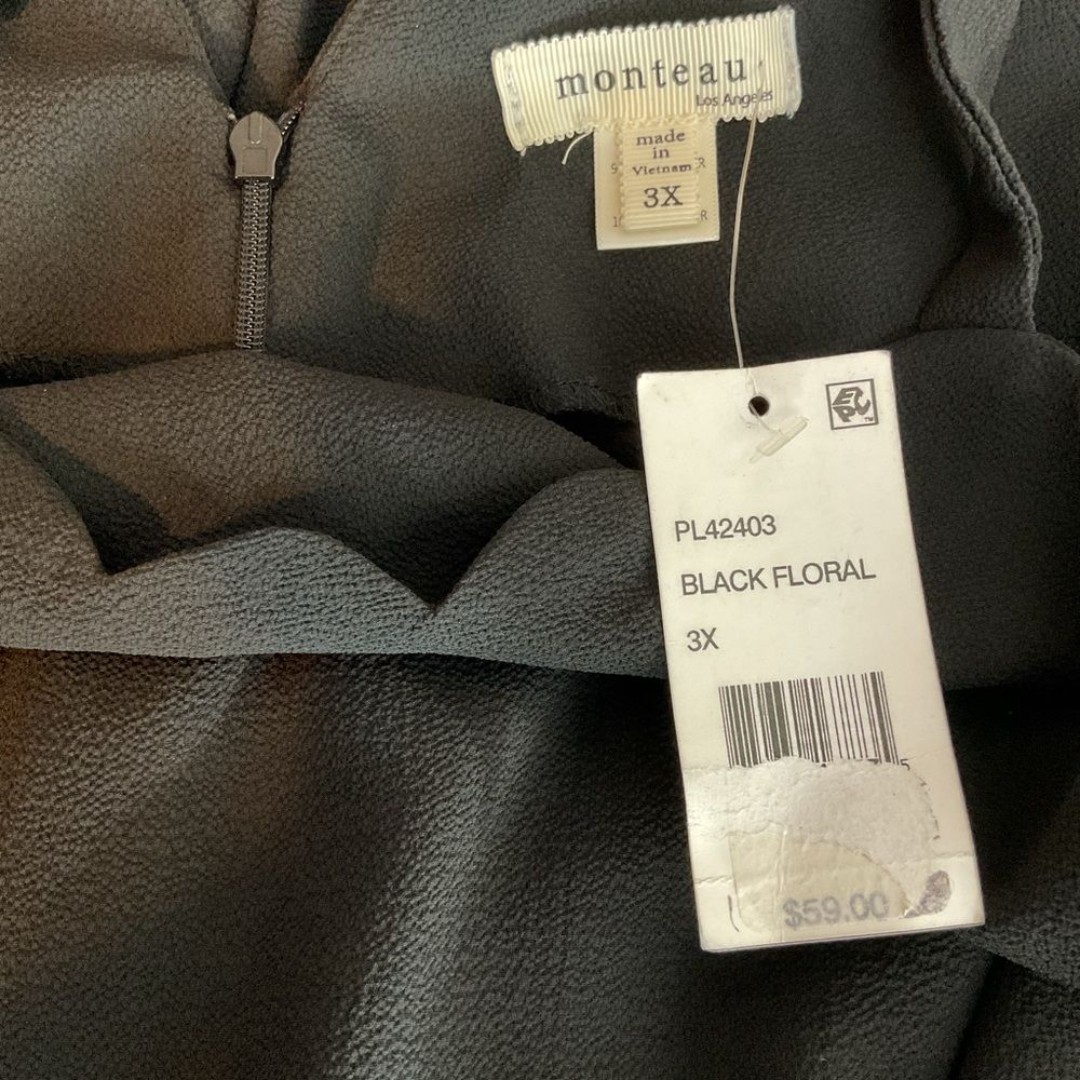 monteau
Los Angeles
made
in
Vietnam
3X
PL42403
BLACK FLORAL
3X
$59.00